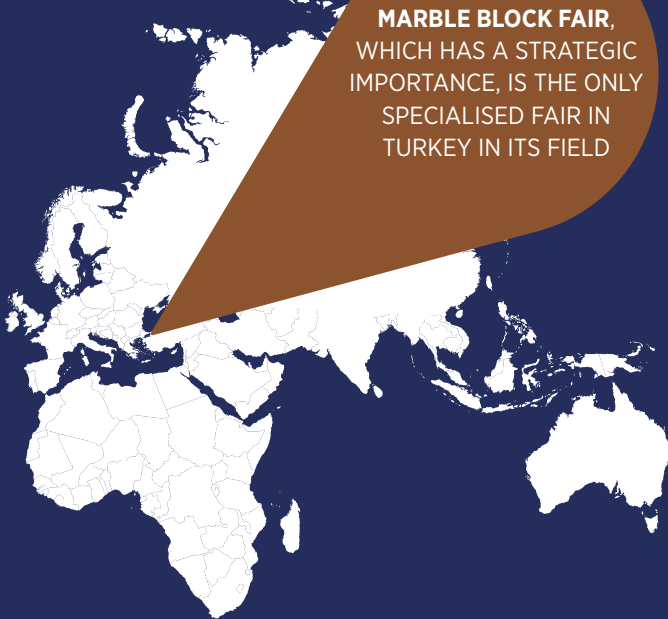 MARBLE BLOCK FAIR,
WHICH HAS A STRATEGIC
IMPORTANCE, IS THE ONLY
SPECIALISED FAIR IN
TURKEY IN ITS FIELD